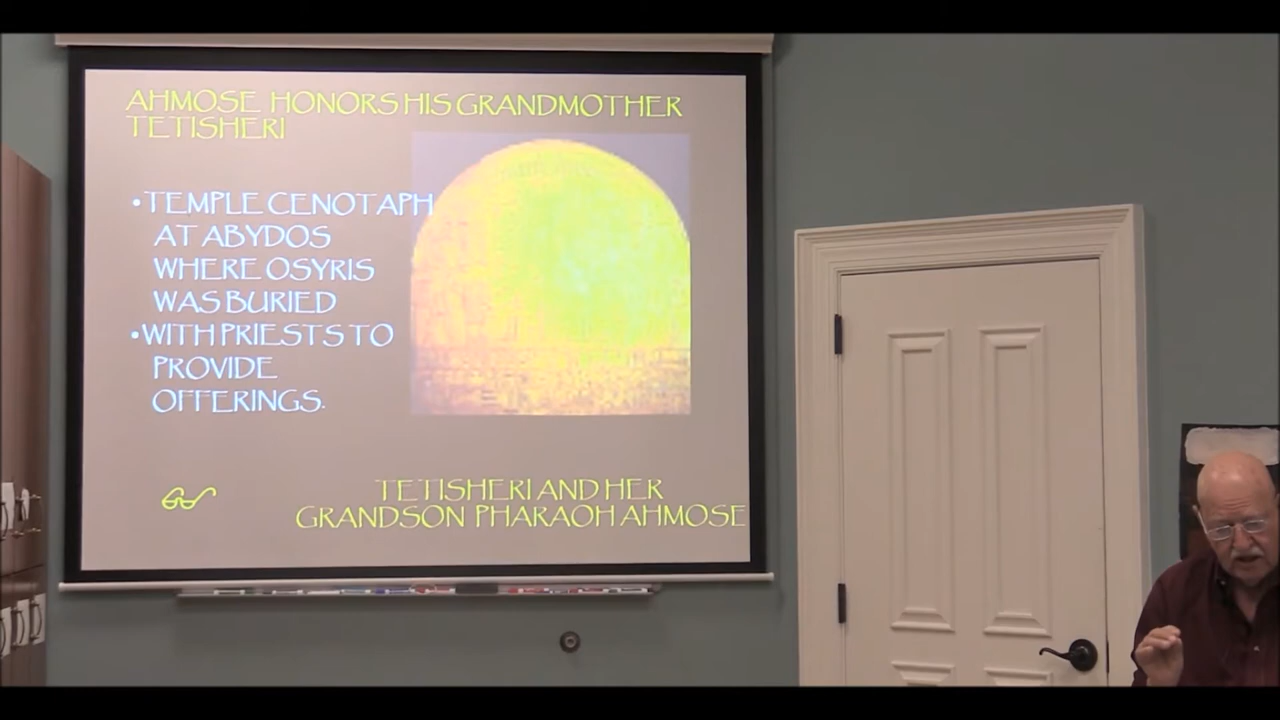 AHMOSE HONORS HIS GRANDMOTHER
TETISHERI
•TEMPLE CENOTAPH
AT ABYDOS
WHERE OSYRIS
WAS BURIED
•WITH PRIESTS TO
PROVIDE
OFFERINGS.
TETISHERI AND HER
GRANDSON PHARAOH AHMOSE